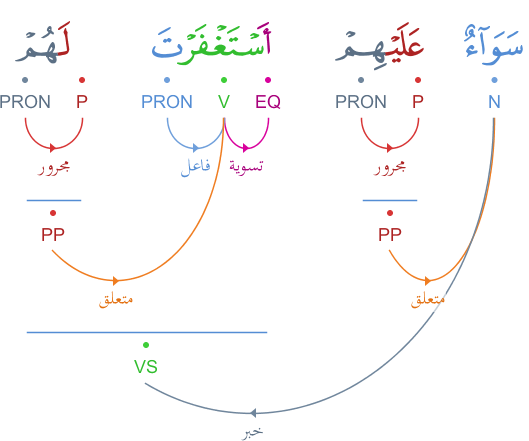 سَوَآءٌ عَلَيْهِمْ أَسْتَغْفَرْتَ لَهُمْ
N P PRON EQ V PRON P PRON
مجرور تسوية فاعل مجرور
PP PP
متعلق متعلق
VS
خبر